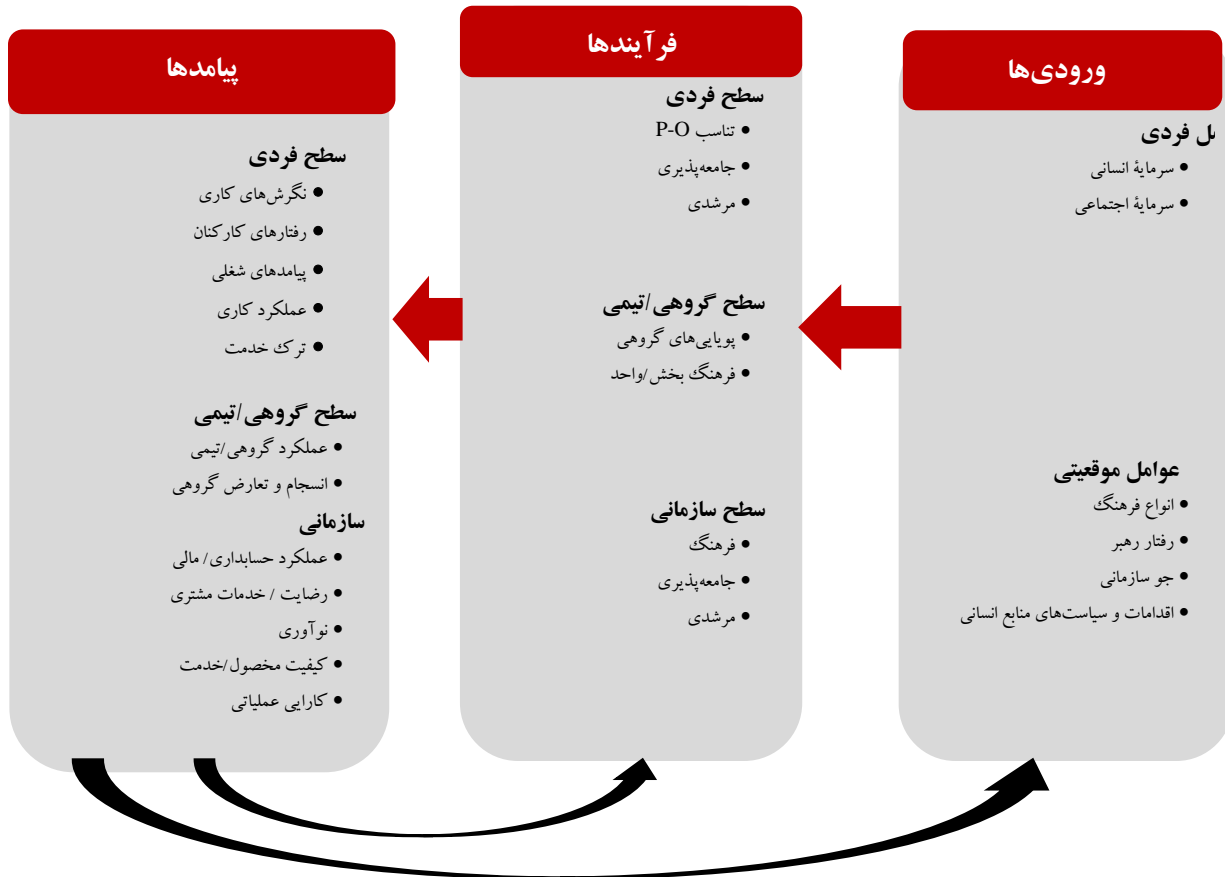 ورودی‌ها
ل فردی
• سرمایۀ انسانی
• سرمایۀ اجتماعی
عوامل موقعیتی
• انواع فرهنگ
• رفتار رهبر
• جو سازمانی
• اقدامات و سیاست‌های منابع انسانی
فرآیندها
سطح فردی
• تناسب P-O
• جامعه‌پذیری
• مرشدی
سطح گروهی/تیمی
• پویایی‌های گروهی
• فرهنگ بخش/واحد
سطح سازمانی
• فرهنگ
• جامعه‌پذیری
• مرشدی
پیامدها
سطح فردی
• نگرش‌های کاری
• رفتارهای کارکنان
• پیامدهای شغلی
• عملکرد کاری
• ترک خدمت
سطح گروهی/تیمی
• عملکرد گروهی/تیمی
• انسجام و تعارض گروهی
سازمانی
• عملکرد حسابداری/ مالی
• رضایت / خدمات مشتری
• نوآوری
• کیفیت مخصول/خدمت
• کارایی عملیاتی